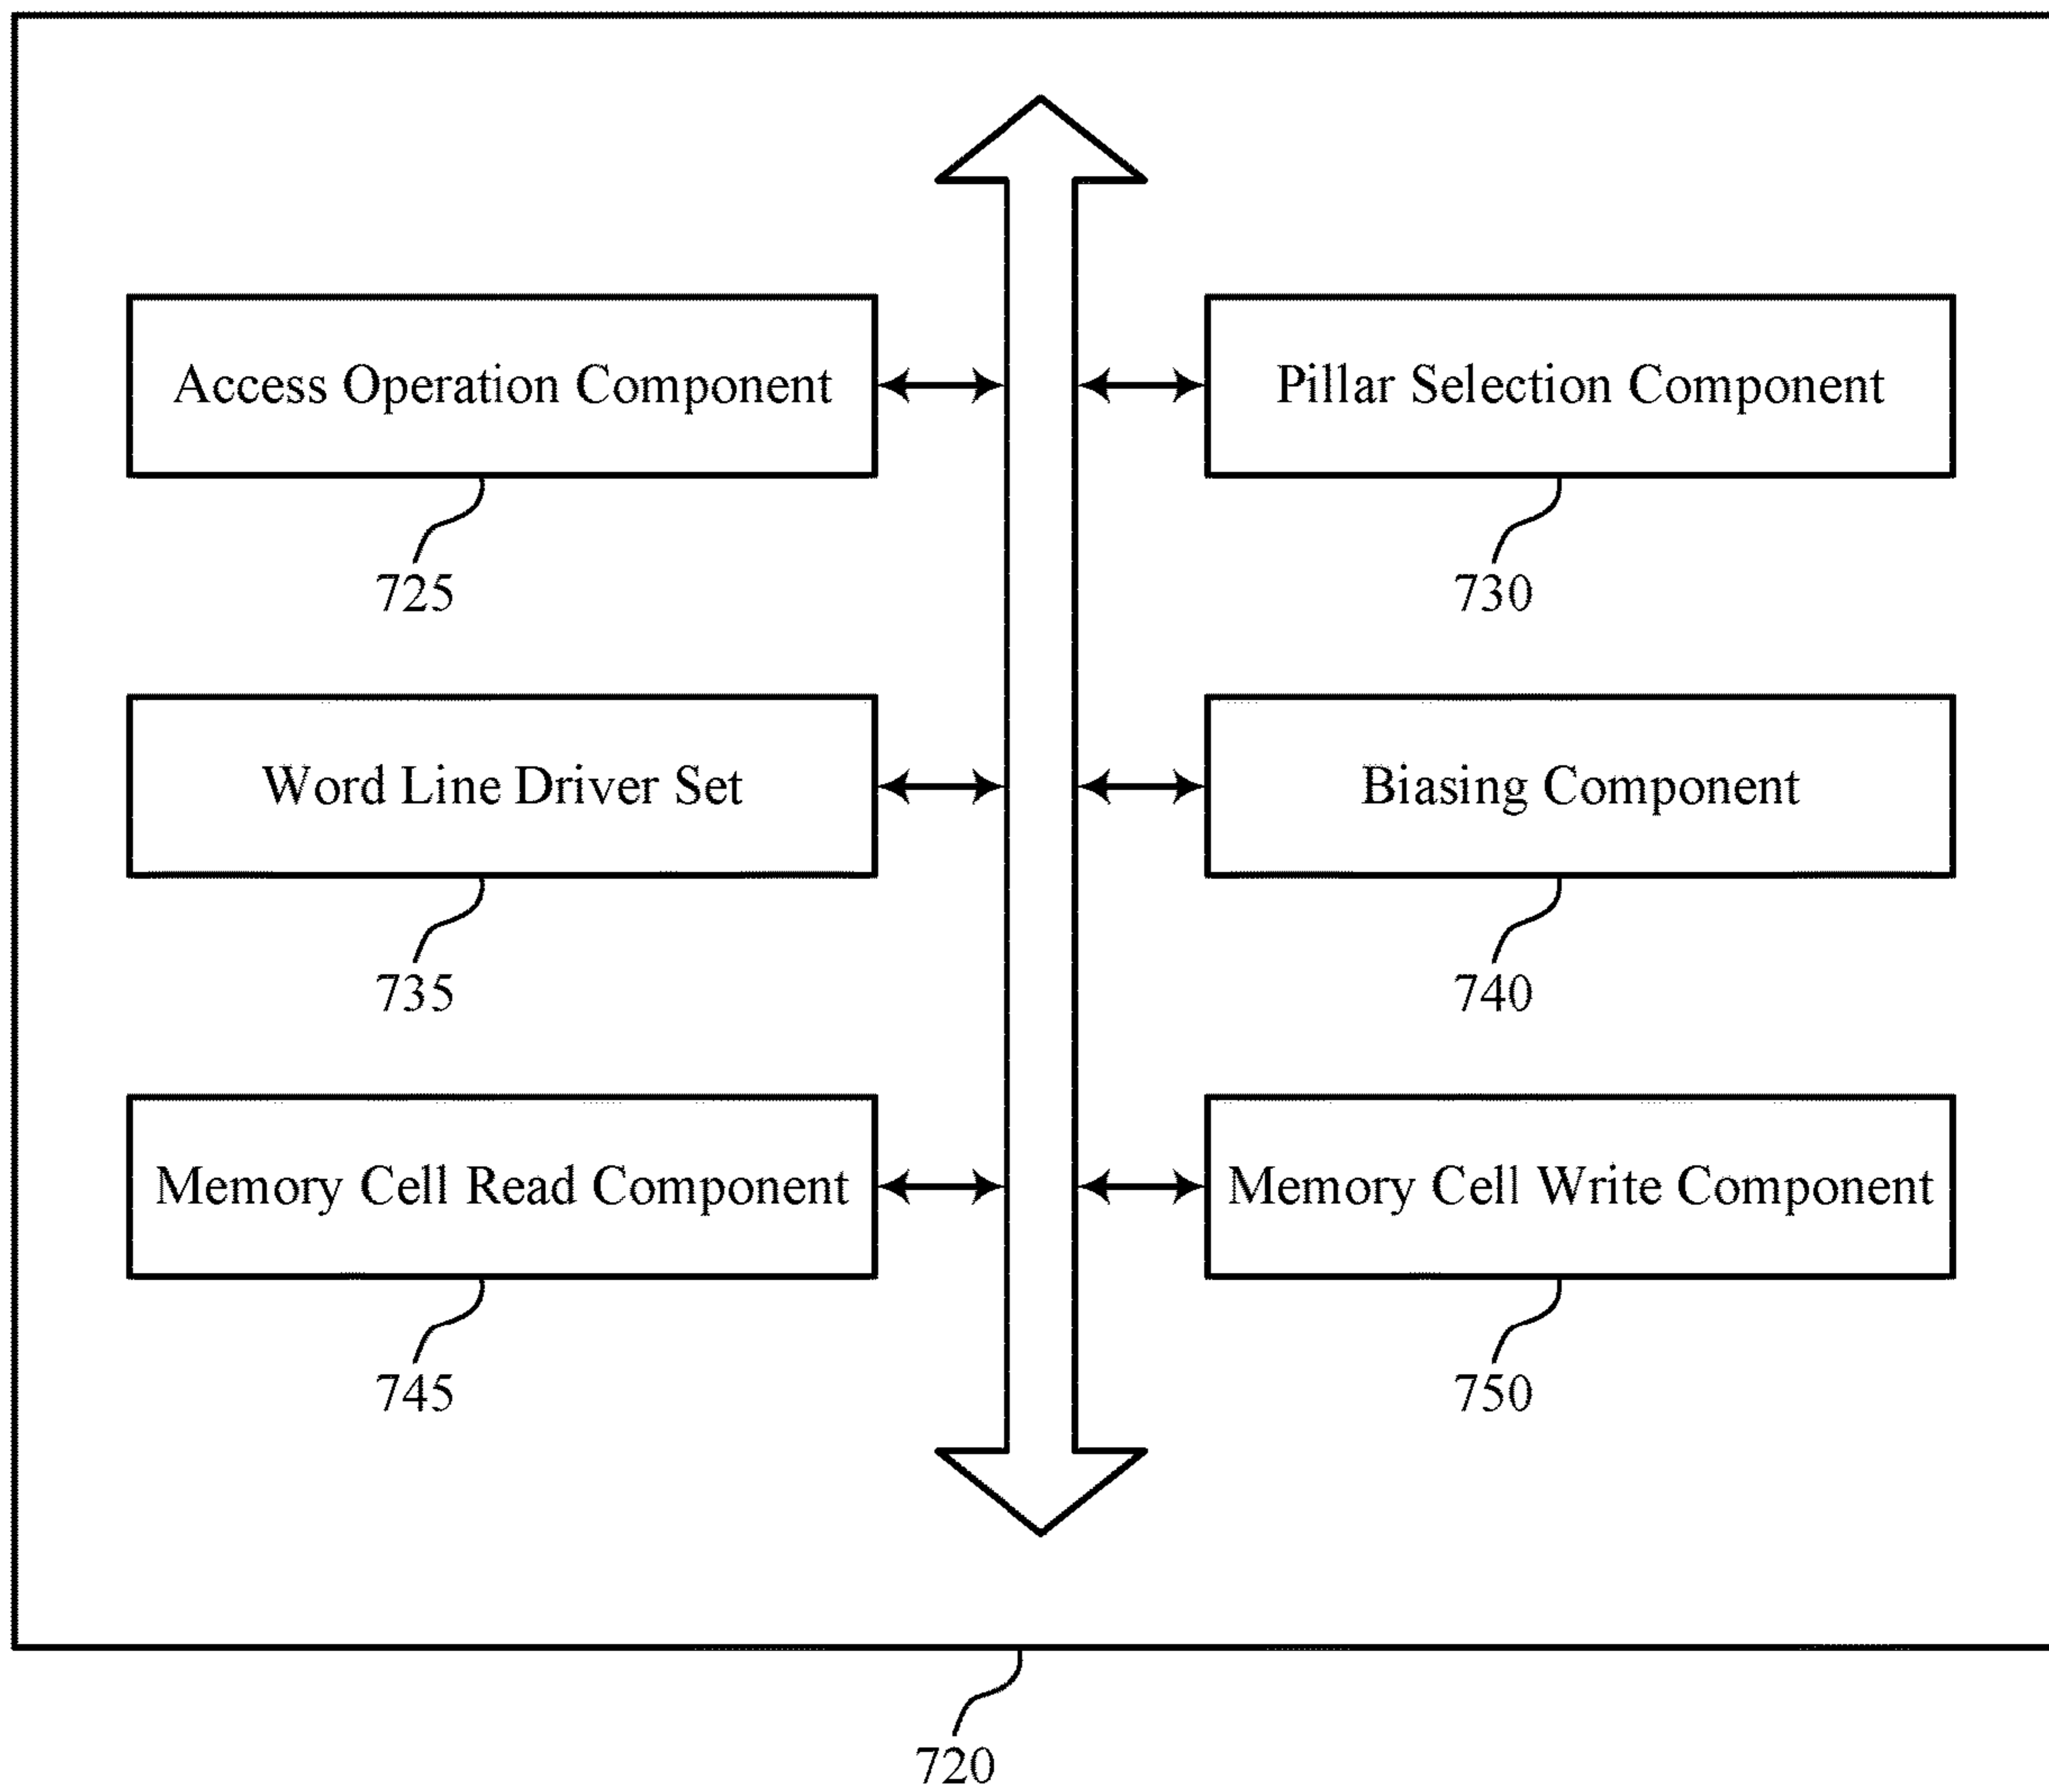 Access Operation Component
Pillar Selection Component
725
730
Word Line Driver Set
Biasing Component
735
740
Memory Cell Read Component
Memory Cell Write Component
745
750
720